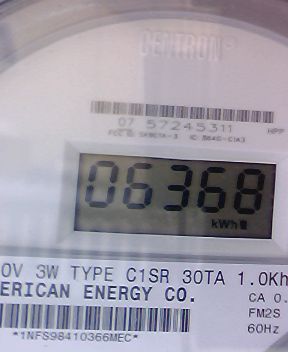 CENTRON®
07 57245311 HPP
06368
kWh
0V 3W TYPE C1SR 30TA 1.0Kh
ERICAN ENERGY CO. CA 0.
FM2S
60Hz
*1NFS98410366MEC*